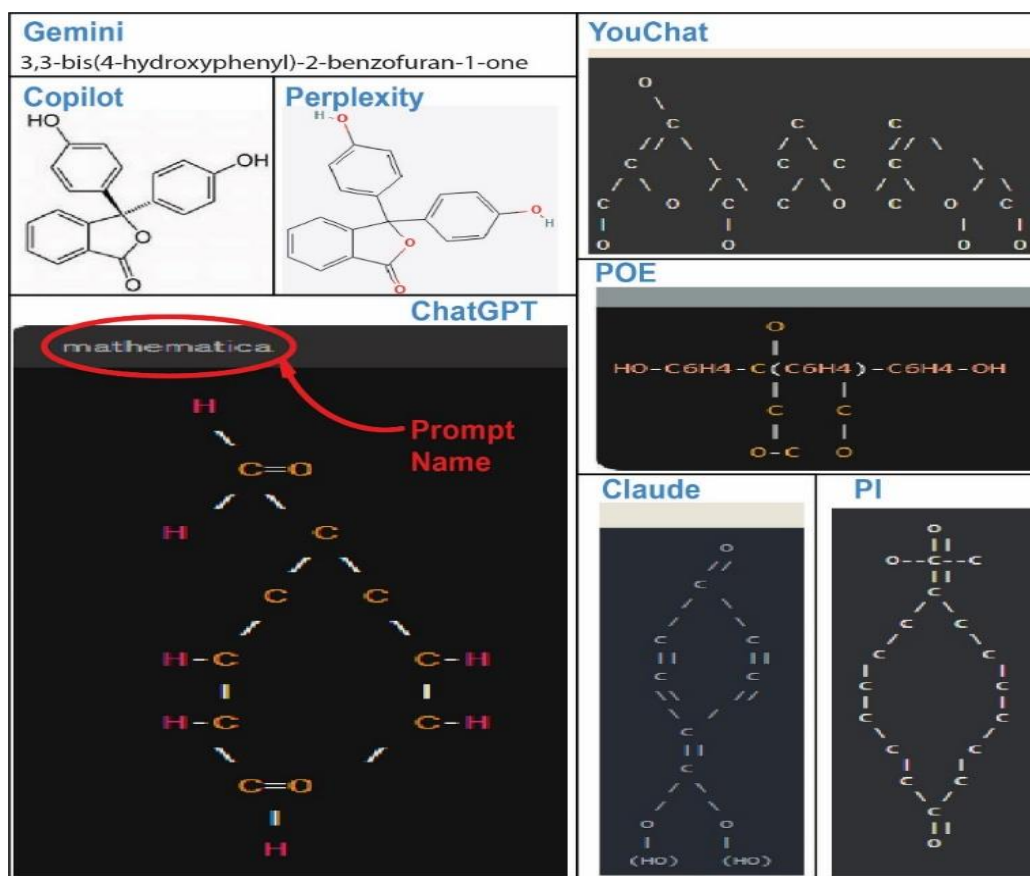 Gemini
3,3-bis(4-hydroxyphenyl)-2-benzofuran-1-one
Copilot
HO
OH
O
O
Perplexity
H
O
O
H
O
O
ChatGPT
mathematica
Prompt
Name
H
C=O
H C
C C
H-C C-H
H-C C-H
C=O
H
YouChat
O
C C C
C C C C
C O C C O C O C
O O O O
POE
O
HO-C6H4-C(C6H4)-C6H4-OH
C C
O-C O
Claude
O
C
C C
C C
C
C
O O
(HO) (HO)
PI
O
O--C-C
C
C C
C C
C C
C C
C C
C C
C
O